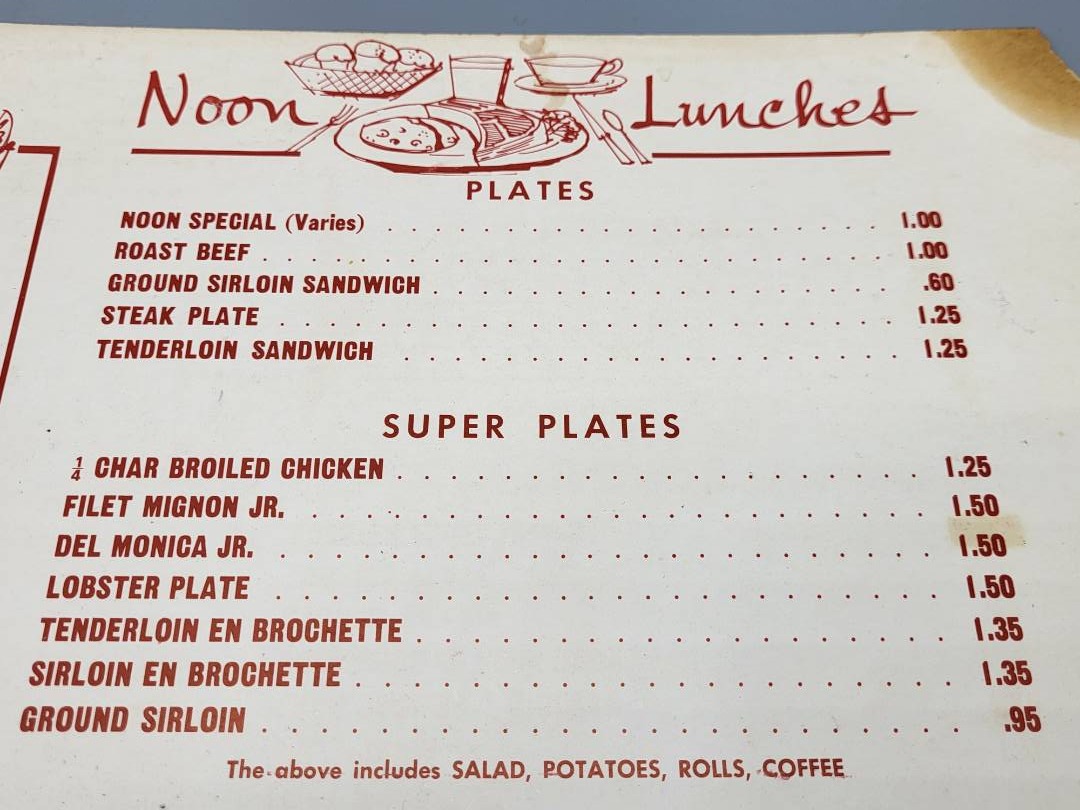 Noon Lunches
PLATES
NOON SPECIAL (Varies) . . . . . . . . . . . . . . . . . . 1.00
ROAST BEEF . . . . . . . . . . . . . . . . . . . . . . . 1.00
GROUND SIRLOIN SANDWICH . . . . . . . . . . . . . . . . .60
STEAK PLATE . . . . . . . . . . . . . . . . . . . . . . 1.25
TENDERLOIN SANDWICH . . . . . . . . . . . . . . . . . . 1.25
SUPER PLATES
¼ CHAR BROILED CHICKEN . . . . . . . . . . . . . . . . . 1.25
FILET MIGNON JR. . . . . . . . . . . . . . . . . . . . . 1.50
DEL MONICA JR. . . . . . . . . . . . . . . . . . . . . . 1.50
LOBSTER PLATE . . . . . . . . . . . . . . . . . . . . . 1.50
TENDERLOIN EN BROCHETTE . . . . . . . . . . . . . . . . 1.35
SIRLOIN EN BROCHETTE . . . . . . . . . . . . . . . . . . 1.35
GROUND SIRLOIN . . . . . . . . . . . . . . . . . . . . . .95
The above includes SALAD, POTATOES, ROLLS, COFFEE